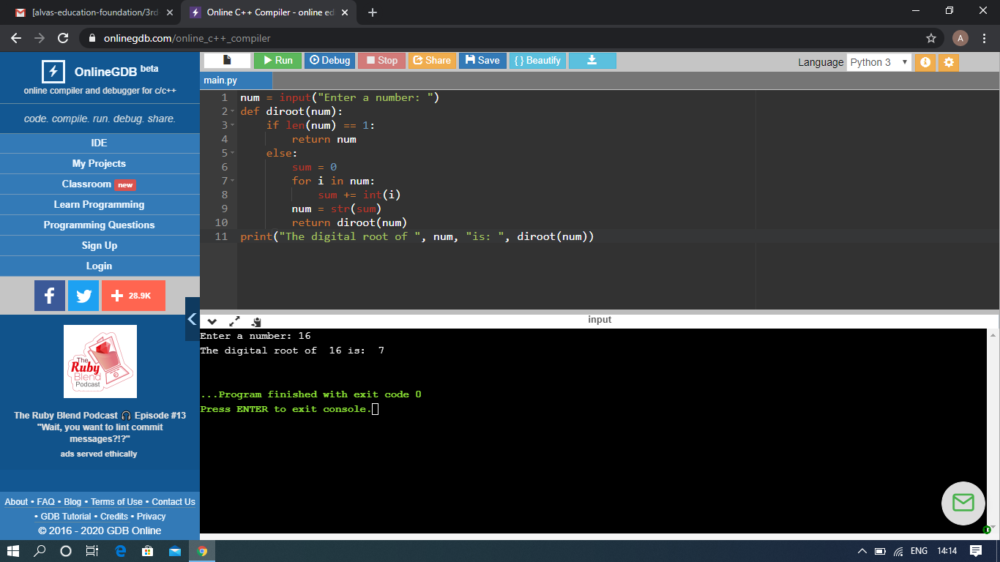 [alvas-education-foundation/3rd
Online C++ Compiler - online ed
onlinegdb.com/online_c++_compiler
A
OnlineGDB beta
online compiler and debugger for c/c++
code. compile. run. debug. share.
IDE
My Projects
Classroom new
Learn Programming
Programming Questions
Sign Up
Login
f
28.9K
The
Ruby
Blend
Podcast
The Ruby Blend Podcast 🎧 Episode #13
"Wait, you want to lint commit
messages?!?"
ads served ethically
About • FAQ • Blog • Terms of Use • Contact Us
• GDB Tutorial • Credits • Privacy
© 2016 - 2020 GDB Online
Run Debug Stop Share Save { } Beautify
Language Python 3
main.py
1 num = input("Enter a number: ")
2 def diroot(num):
3     if len(num) == 1:
4         return num
5     else:
6         sum = 0
7         for i in num:
8             sum += int(i)
9         num = str(sum)
10         return diroot(num)
11 print("The digital root of ", num, "is: ", diroot(num))
input
Enter a number: 16
The digital root of  16 is:  7
...Program finished with exit code 0
Press ENTER to exit console.
ENG 14:14